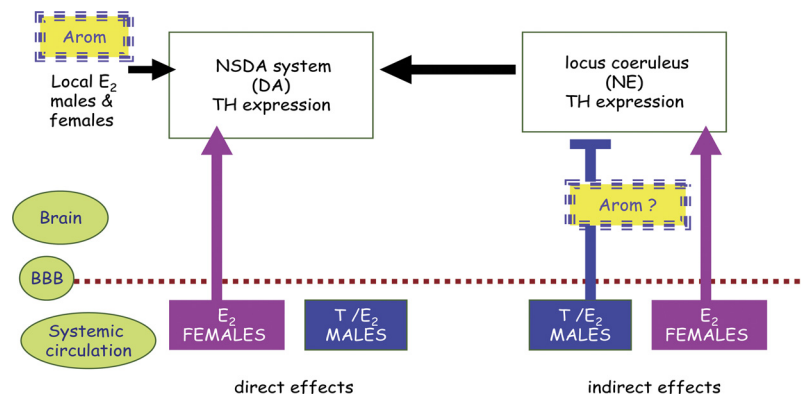 Arom
Local E₂
males &
females
NSDA system
(DA)
TH expression
locus coeruleus
(NE)
TH expression
Arom ?
Brain
BBB
Systemic
circulation
E₂
FEMALES
T /E₂
MALES
T /E₂
MALES
E₂
FEMALES
direct effects
indirect effects